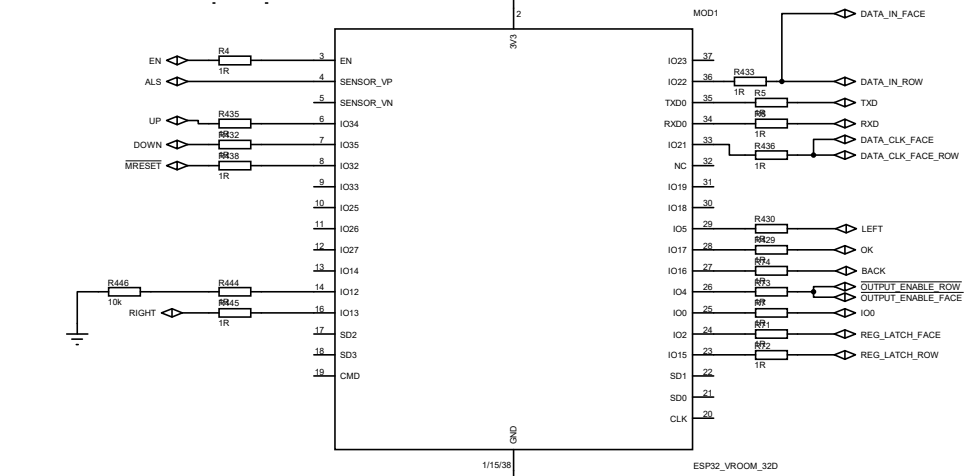 2
MOD1
DATA_IN_FACE
3V3
R4
EN
1R
3
EN
IO23
37
ALS
4
SENSOR_VP
IO22
36
R433
1R
DATA_IN_ROW
5
SENSOR_VN
TXD0
35
R5
TXD
UP
R435
6
IO34
RXD0
34
1R
RXD
DOWN
7
IO35
IO21
33
R436
1R
DATA_CLK_FACE
DATA_CLK_FACE_ROW
MRESET
1R
8
IO32
NC
32
9
IO33
IO19
31
10
IO25
IO18
30
11
IO26
IO5
29
R430
LEFT
12
IO27
IO17
28
OK
13
IO14
IO16
27
BACK
R446
10k
R444
14
IO12
IO4
26
OUTPUT_ENABLE_ROW
OUTPUT_ENABLE_FACE
RIGHT
1R
16
IO13
IO0
25
IO0
17
SD2
IO2
24
REG_LATCH_FACE
18
SD3
IO15
23
1R
REG_LATCH_ROW
19
CMD
SD1
22
SD0
21
CLK
20
GND
1/15/38
ESP32_VROOM_32D